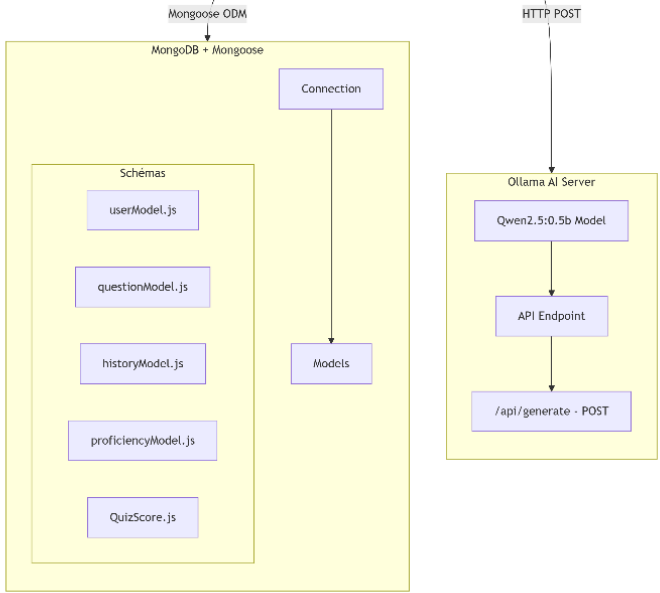 Mongoose ODM
HTTP POST
MongoDB + Mongoose
Connection
Schémas
userModel.js
questionModel.js
historyModel.js
proficiencyModel.js
QuizScore.js
Models
Ollama AI Server
Qwen2.5:0.5b Model
API Endpoint
/api/generate - POST